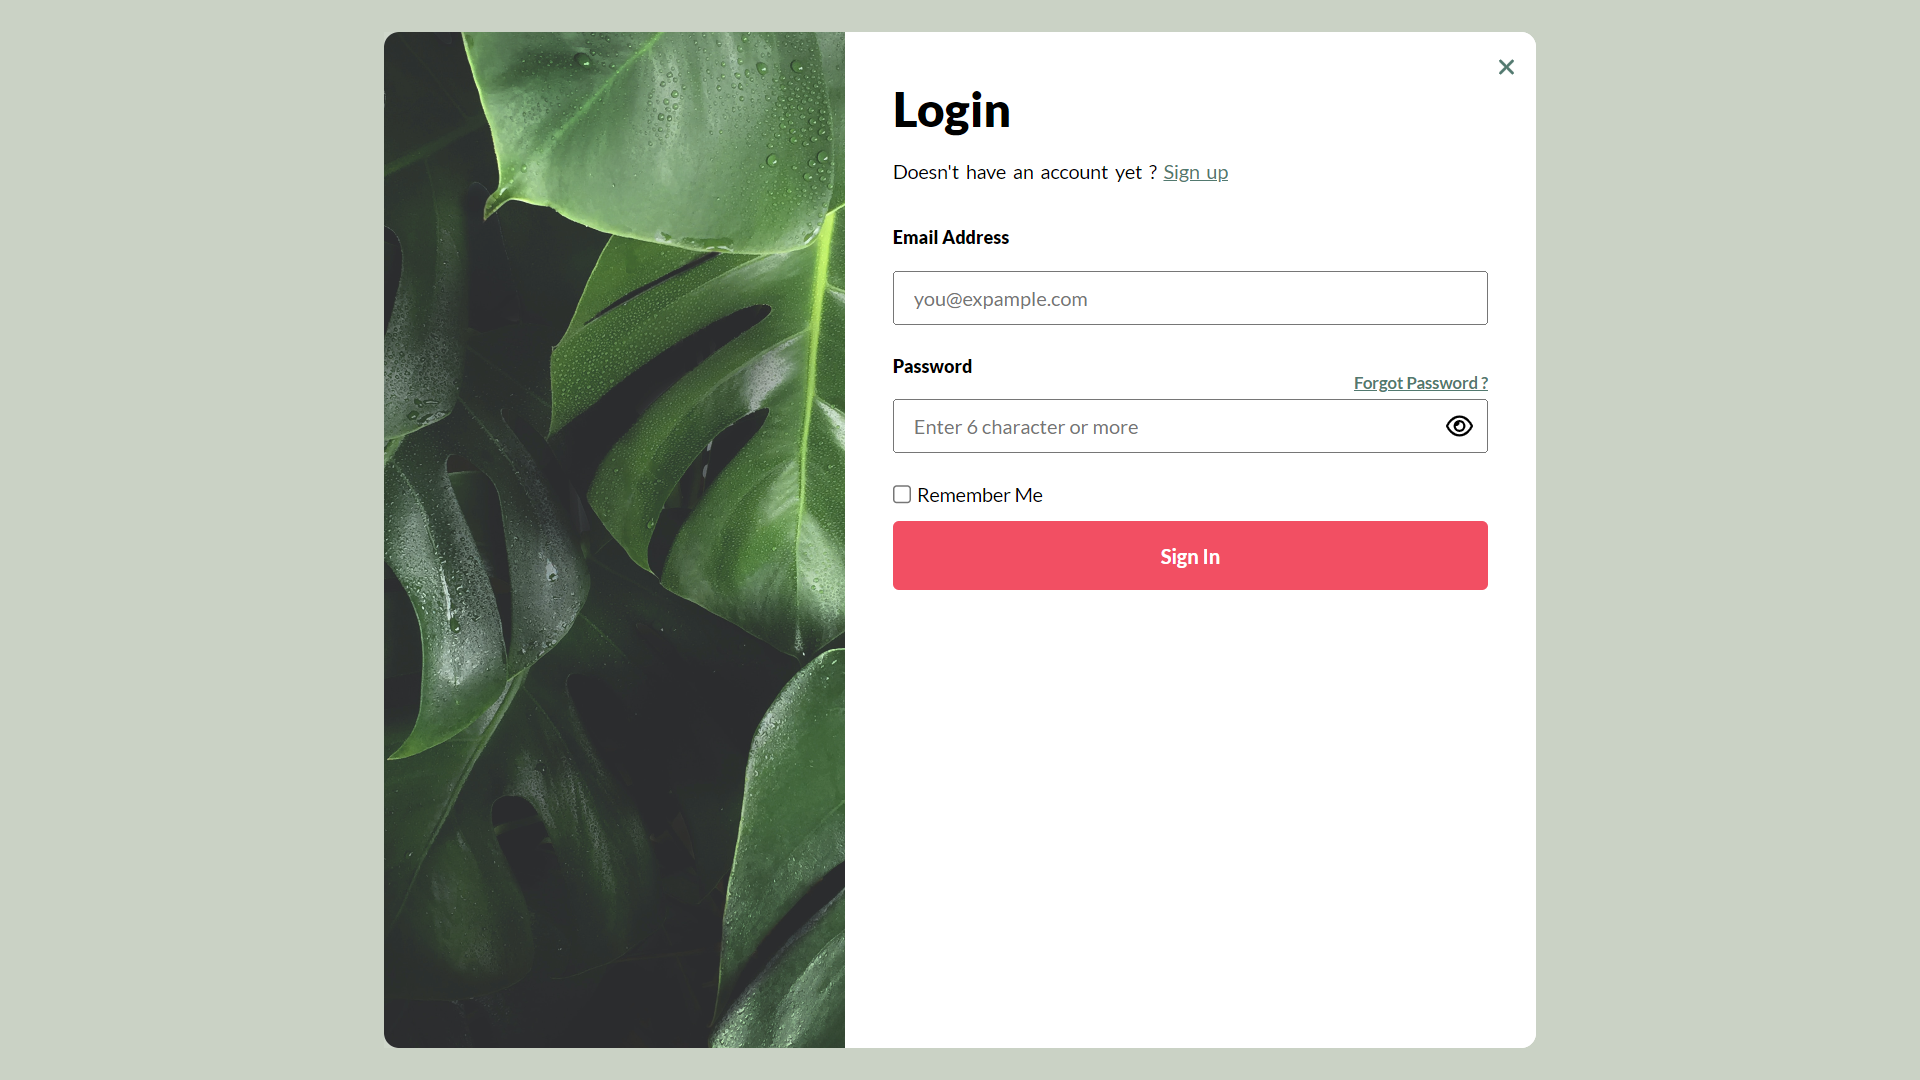 Login
Doesn't have an account yet ? Sign up
Email Address
you@expample.com
Password
Forgot Password ?
Enter 6 character or more
Remember Me
Sign In